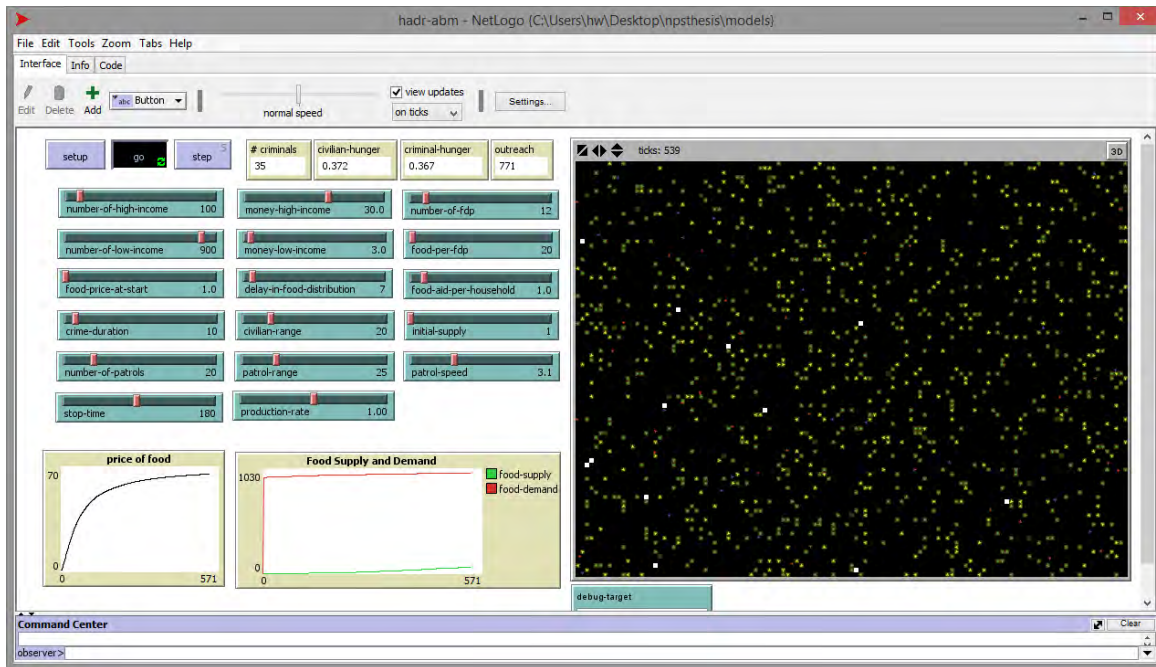 hadr-abm - NetLogo {C:\Users\hw\Desktop\npsthesis\models}
File Edit Tools Zoom Tabs Help
Interface Info Code
Edit Delete Add
abc Button
normal speed
view updates
on ticks
Settings...
setup
go
step
S
# criminals
35
civilian-hunger
0.372
criminal-hunger
0.367
outreach
771
number-of-high-income 100
money-high-income 30.0
number-of-fdp 12
number-of-low-income 900
money-low-income 3.0
food-per-fdp 20
food-price-at-start 1.0
delay-in-food-distribution 7
food-aid-per-household 1.0
crime-duration 10
civilian-range 20
initial-supply 1
number-of-patrols 20
patrol-range 25
patrol-speed 3.1
stop-time 180
production-rate 1.00
price of food
70
0
0 571
Food Supply and Demand
1030
0
0 571
food-supply
food-demand
ticks: 539
3D
debug-target
Command Center
Clear
observer>